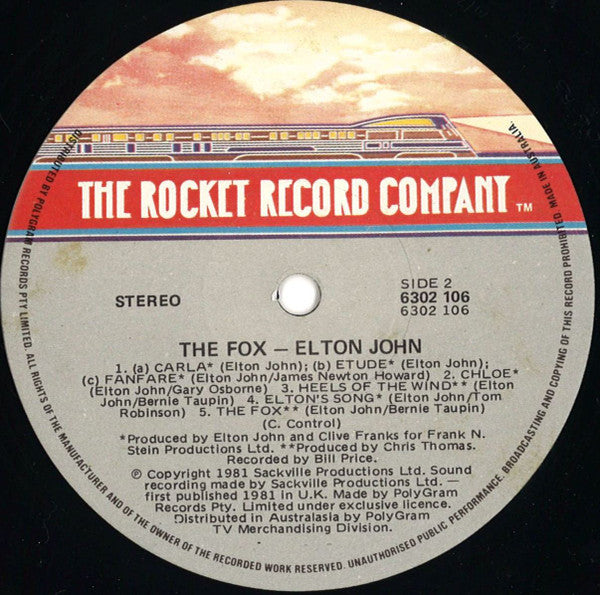 THE ROCKET RECORD COMPANY TM
STEREO
SIDE 2
6302 106
6302 106
THE FOX — ELTON JOHN
1. (a) CARLA* (Elton John); (b) ETUDE* (Elton John);
(c) FANFARE* (Elton John/James Newton Howard) 2. CHLOE*
(Elton John/Gary Osborne) 3. HEELS OF THE WIND** (Elton
John/Bernie Taupin) 4. ELTON'S SONG* (Elton John/Tom
Robinson) 5. THE FOX** (Elton John/Bernie Taupin)
(C. Control)
*Produced by Elton John and Clive Franks for Frank N.
Stein Productions Ltd. **Produced by Chris Thomas.
Recorded by Bill Price.
℗ Copyright 1981 Sackville Productions Ltd. Sound
recording made by Sackville Productions Ltd. —
first published 1981 in U.K. Made by PolyGram
Records Pty. Limited under exclusive licence.
Distributed in Australasia by PolyGram
TV Merchandising Division.
DISTRIBUTED BY POLYGRAM RECORDS PTY LIMITED. ALL RIGHTS OF THE MANUFACTURER AND OF THE OWNER OF THE RECORDED WORK RESERVED. UNAUTHORISED PUBLIC PERFORMANCE, BROADCASTING AND COPYING OF THIS RECORD PROHIBITED. MADE IN AUSTRALIA.